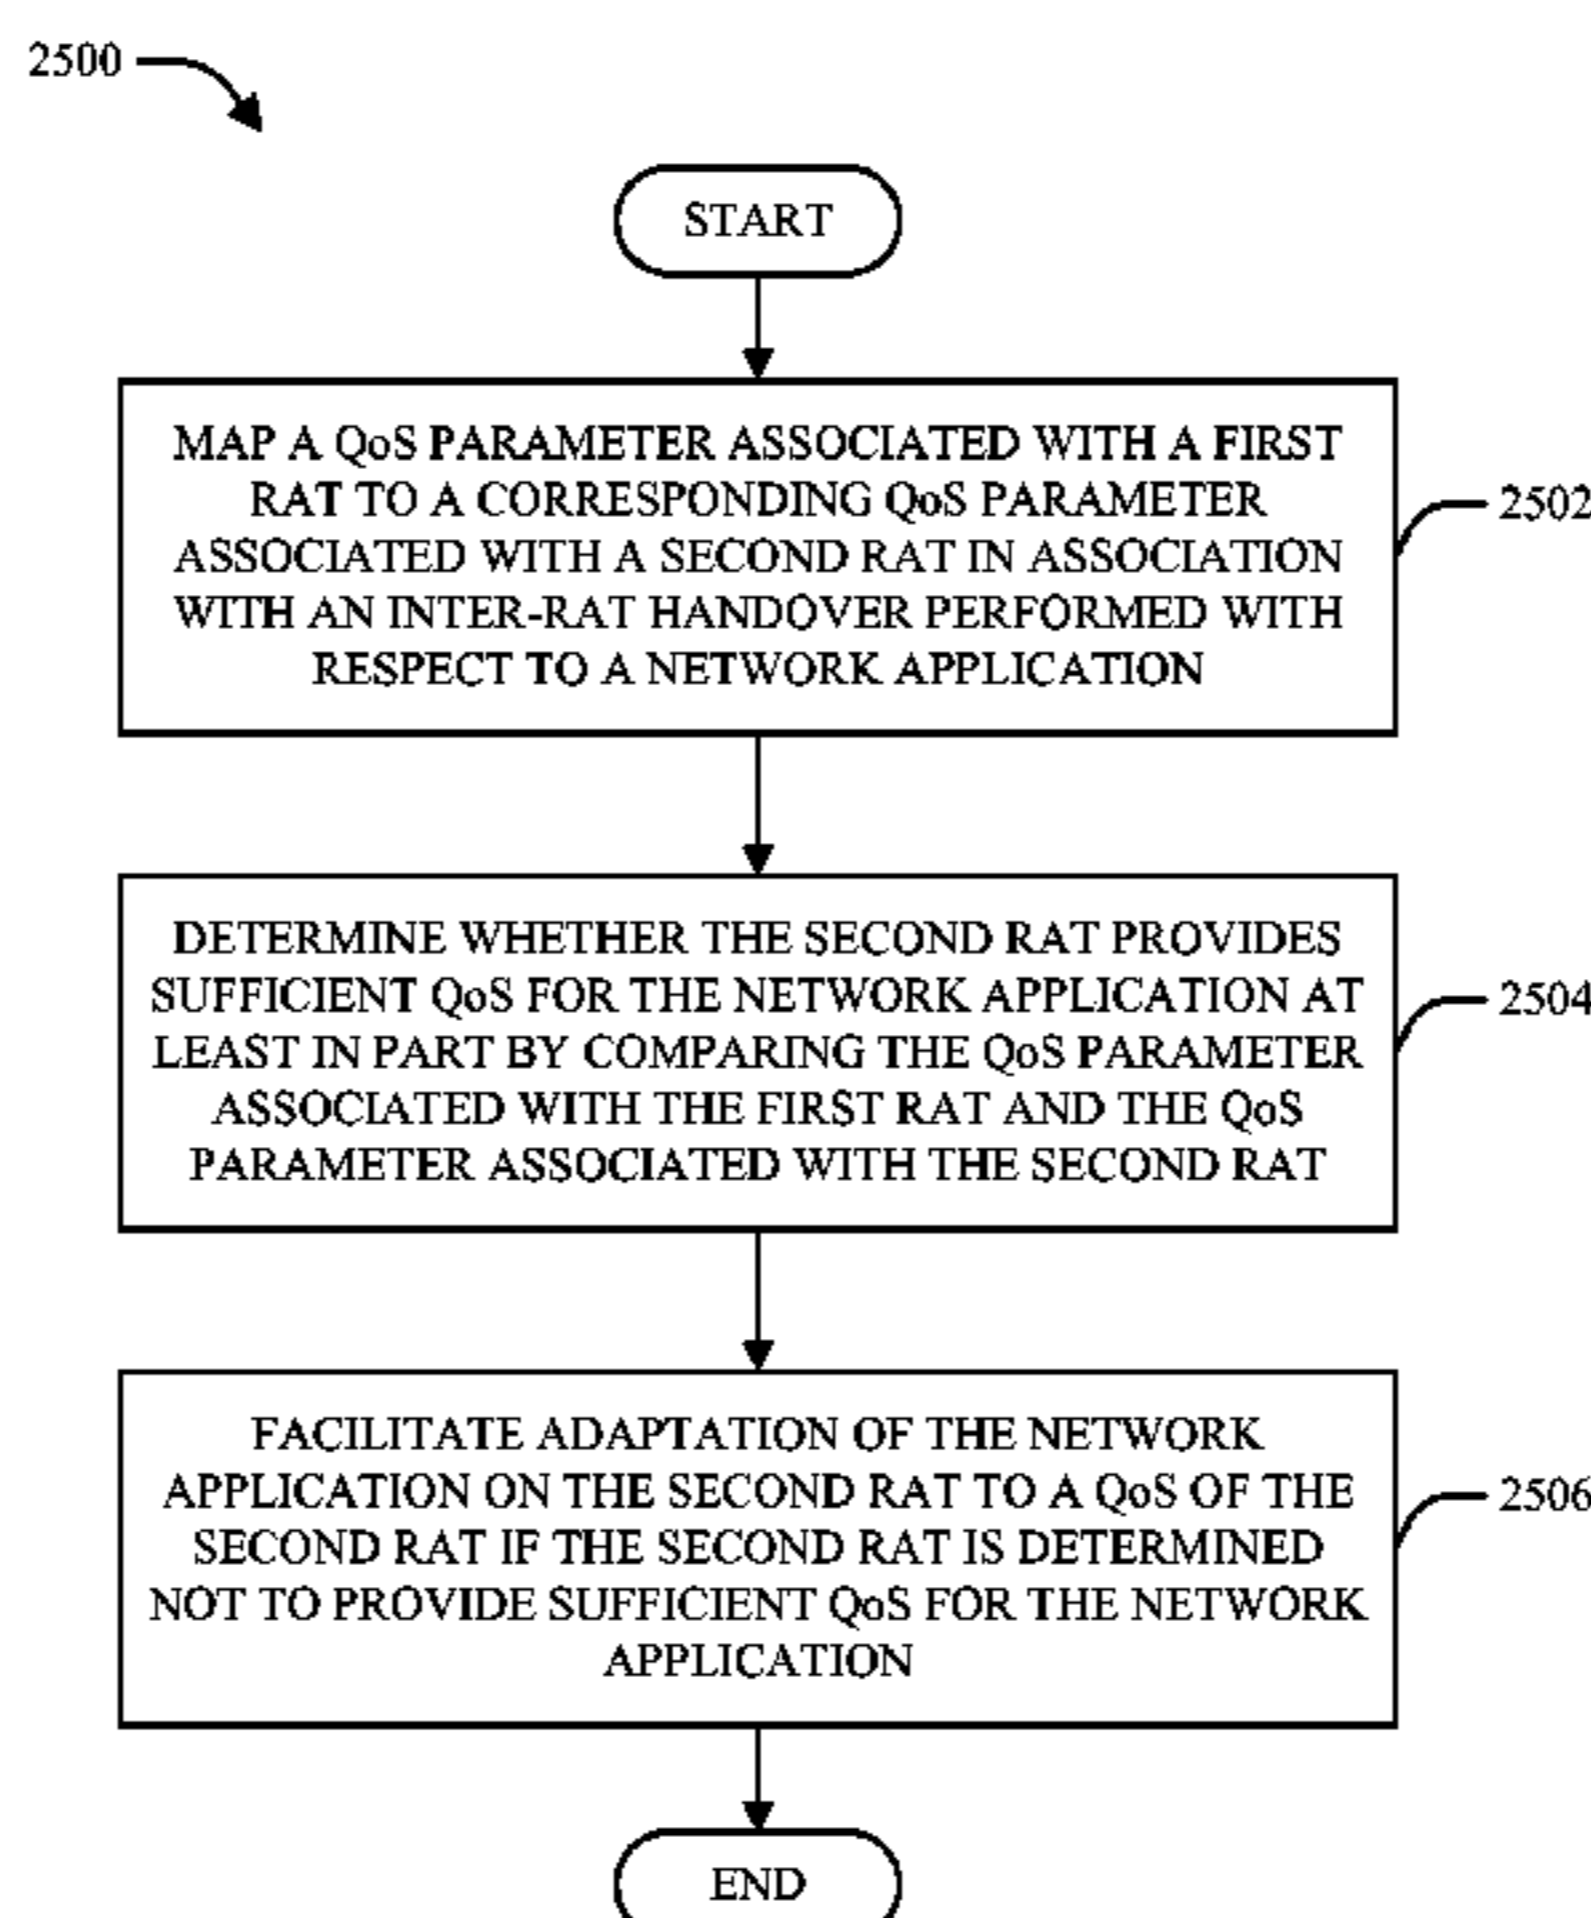 2500
START
MAP A QoS PARAMETER ASSOCIATED WITH A FIRST
RAT TO A CORRESPONDING QoS PARAMETER
ASSOCIATED WITH A SECOND RAT IN ASSOCIATION
WITH AN INTER-RAT HANDOVER PERFORMED WITH
RESPECT TO A NETWORK APPLICATION
2502
DETERMINE WHETHER THE SECOND RAT PROVIDES
SUFFICIENT QoS FOR THE NETWORK APPLICATION AT
LEAST IN PART BY COMPARING THE QoS PARAMETER
ASSOCIATED WITH THE FIRST RAT AND THE QoS
PARAMETER ASSOCIATED WITH THE SECOND RAT
2504
FACILITATE ADAPTATION OF THE NETWORK
APPLICATION ON THE SECOND RAT TO A QoS OF THE
SECOND RAT IF THE SECOND RAT IS DETERMINED
NOT TO PROVIDE SUFFICIENT QoS FOR THE NETWORK
APPLICATION
2506
END